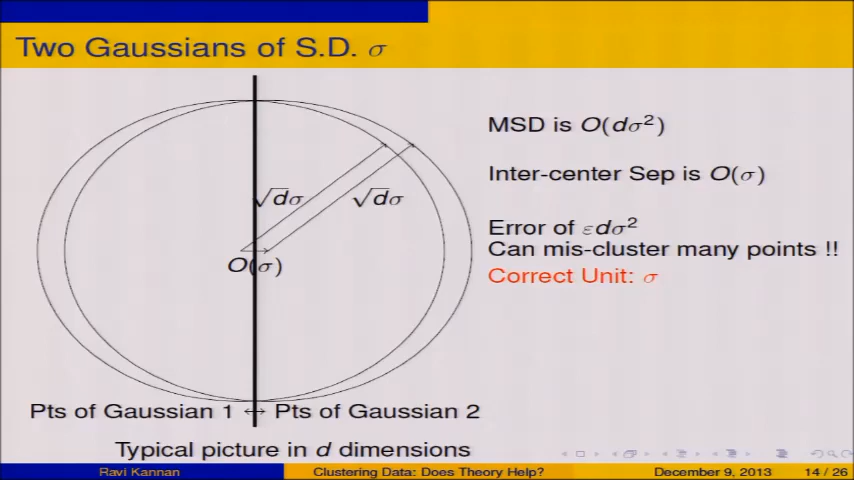 Two Gaussians of S.D. σ
MSD is O(dσ²)
Inter-center Sep is O(σ)
√dσ √dσ
Error of εdσ²
Can mis-cluster many points !!
O(σ)
Correct Unit: σ
Pts of Gaussian 1 ↔ Pts of Gaussian 2
Typical picture in d dimensions
Ravi Kannan Clustering Data: Does Theory Help? December 9, 2013 14 / 26